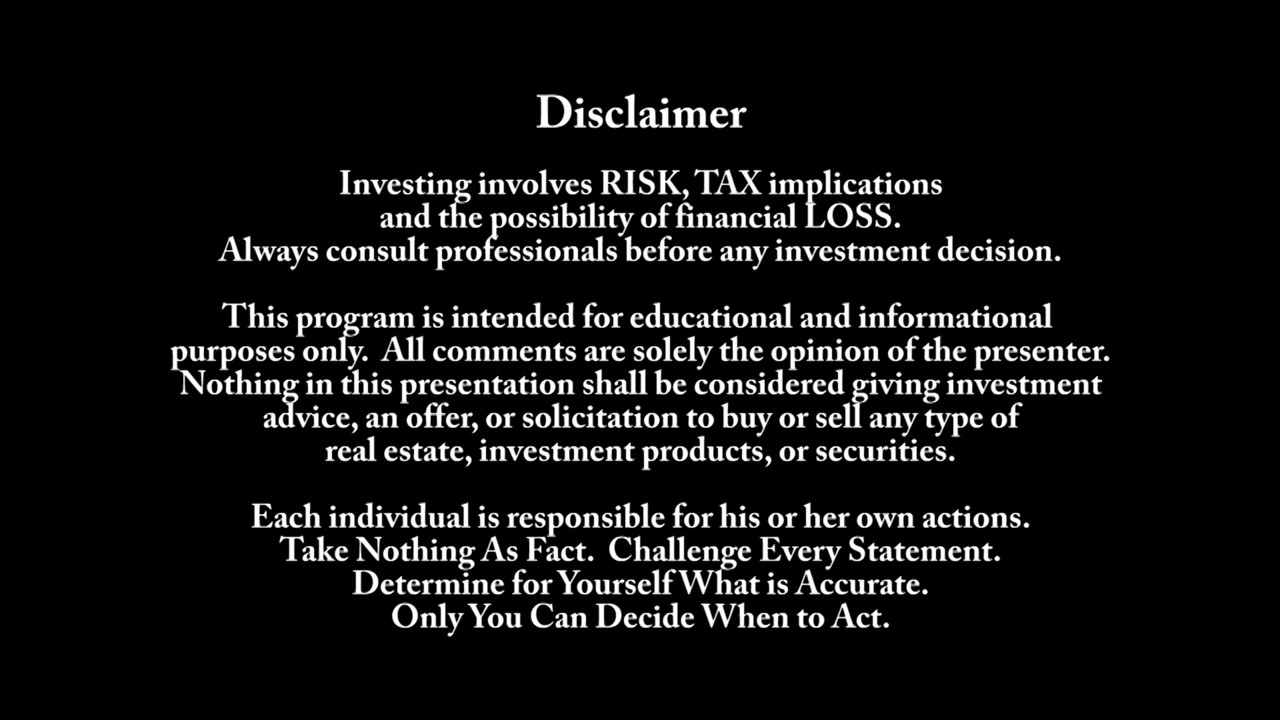 Disclaimer
Investing involves RISK, TAX implications
and the possibility of financial LOSS.
Always consult professionals before any investment decision.
This program is intended for educational and informational
purposes only.  All comments are solely the opinion of the presenter.
Nothing in this presentation shall be considered giving investment
advice, an offer, or solicitation to buy or sell any type of
real estate, investment products, or securities.
Each individual is responsible for his or her own actions.
Take Nothing As Fact.  Challenge Every Statement.
Determine for Yourself What is Accurate.
Only You Can Decide When to Act.